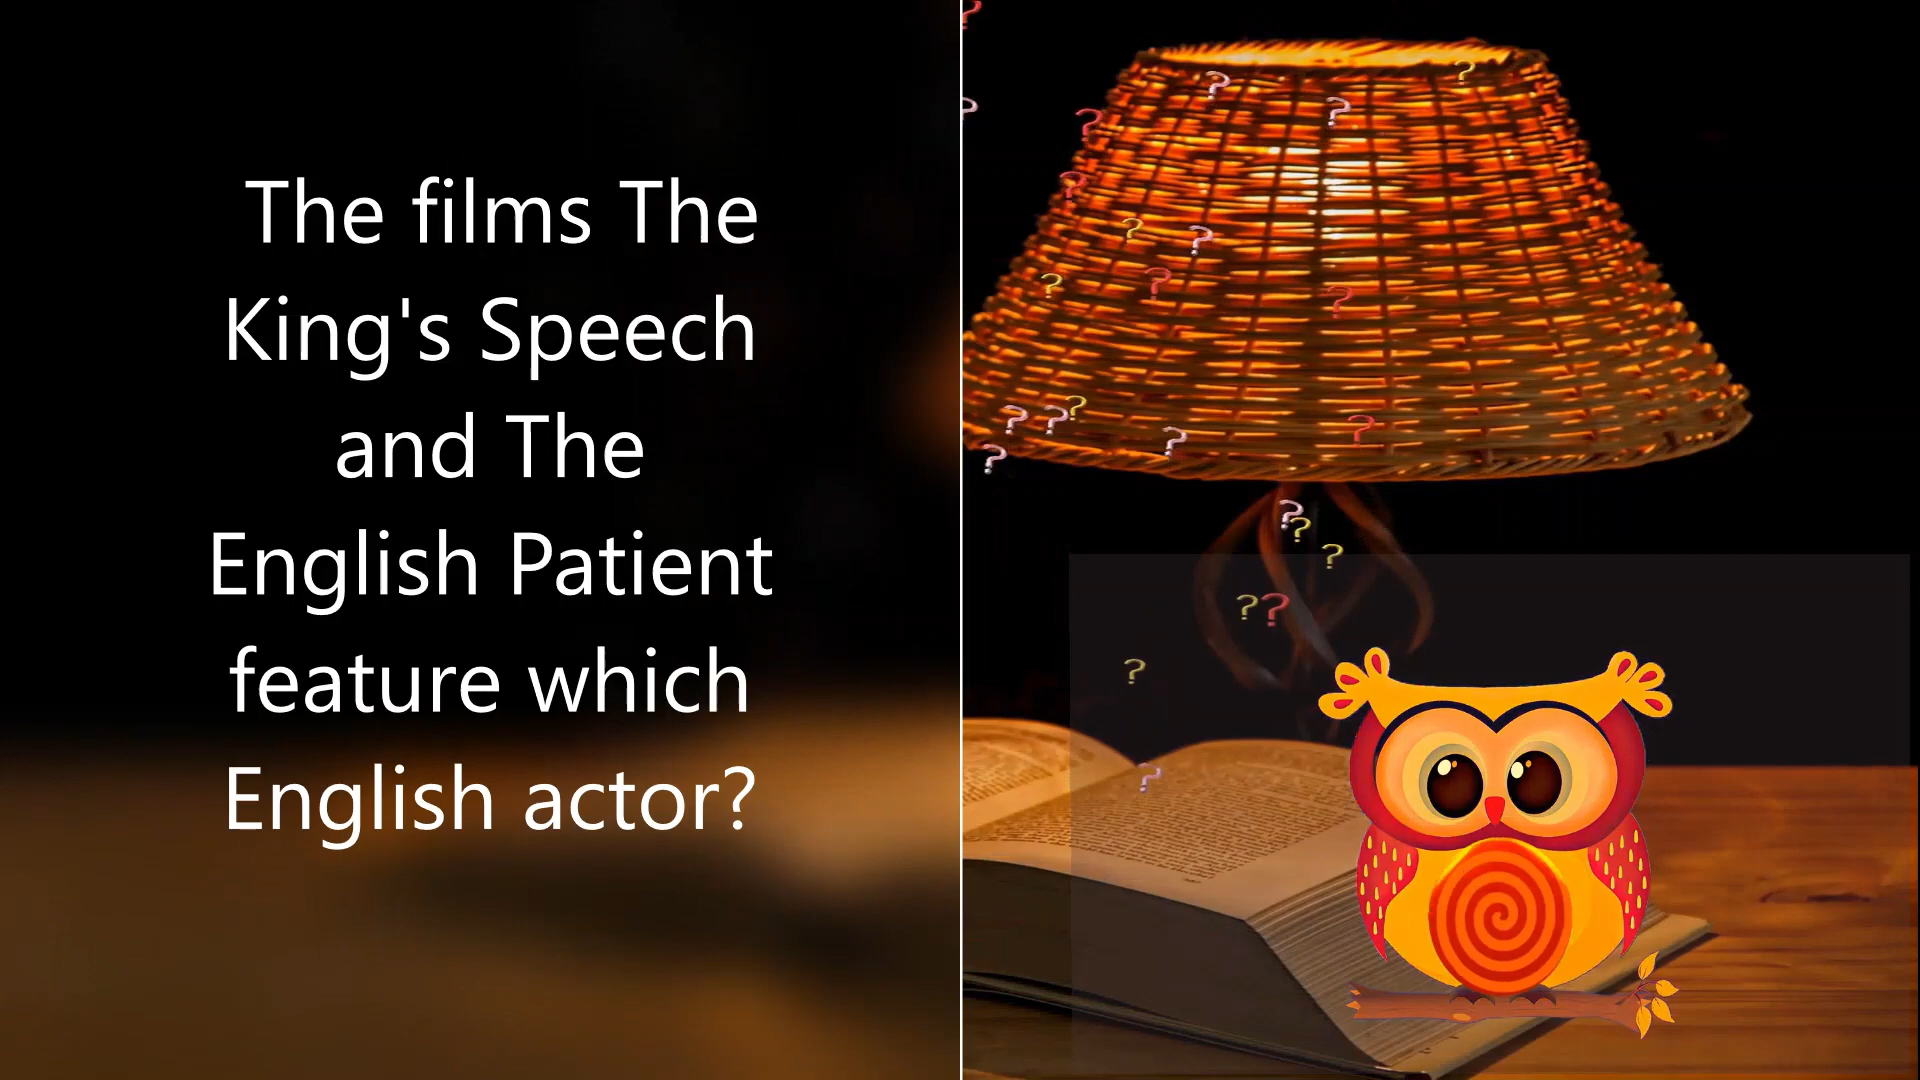 The films The
King's Speech
and The
English Patient
feature which
English actor?